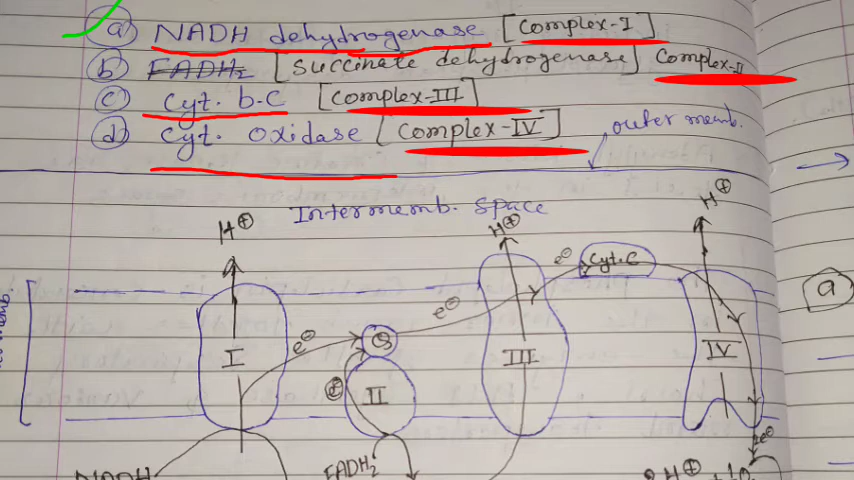 a) NADH dehydrogenase [Complex-I]
b) FADH₂ [Succinate dehydrogenase] Complex-II
c) Cyt. b-C [Complex-III]
d) Cyt. Oxidase [Complex-IV]
outer memb.
Intermemb. Space
H⊕ H⊕ H⊕
e⊖ Cyt.C
a
e⊖
e⊖ Q
I III IV
II
e⊖
FADH₂
NADH